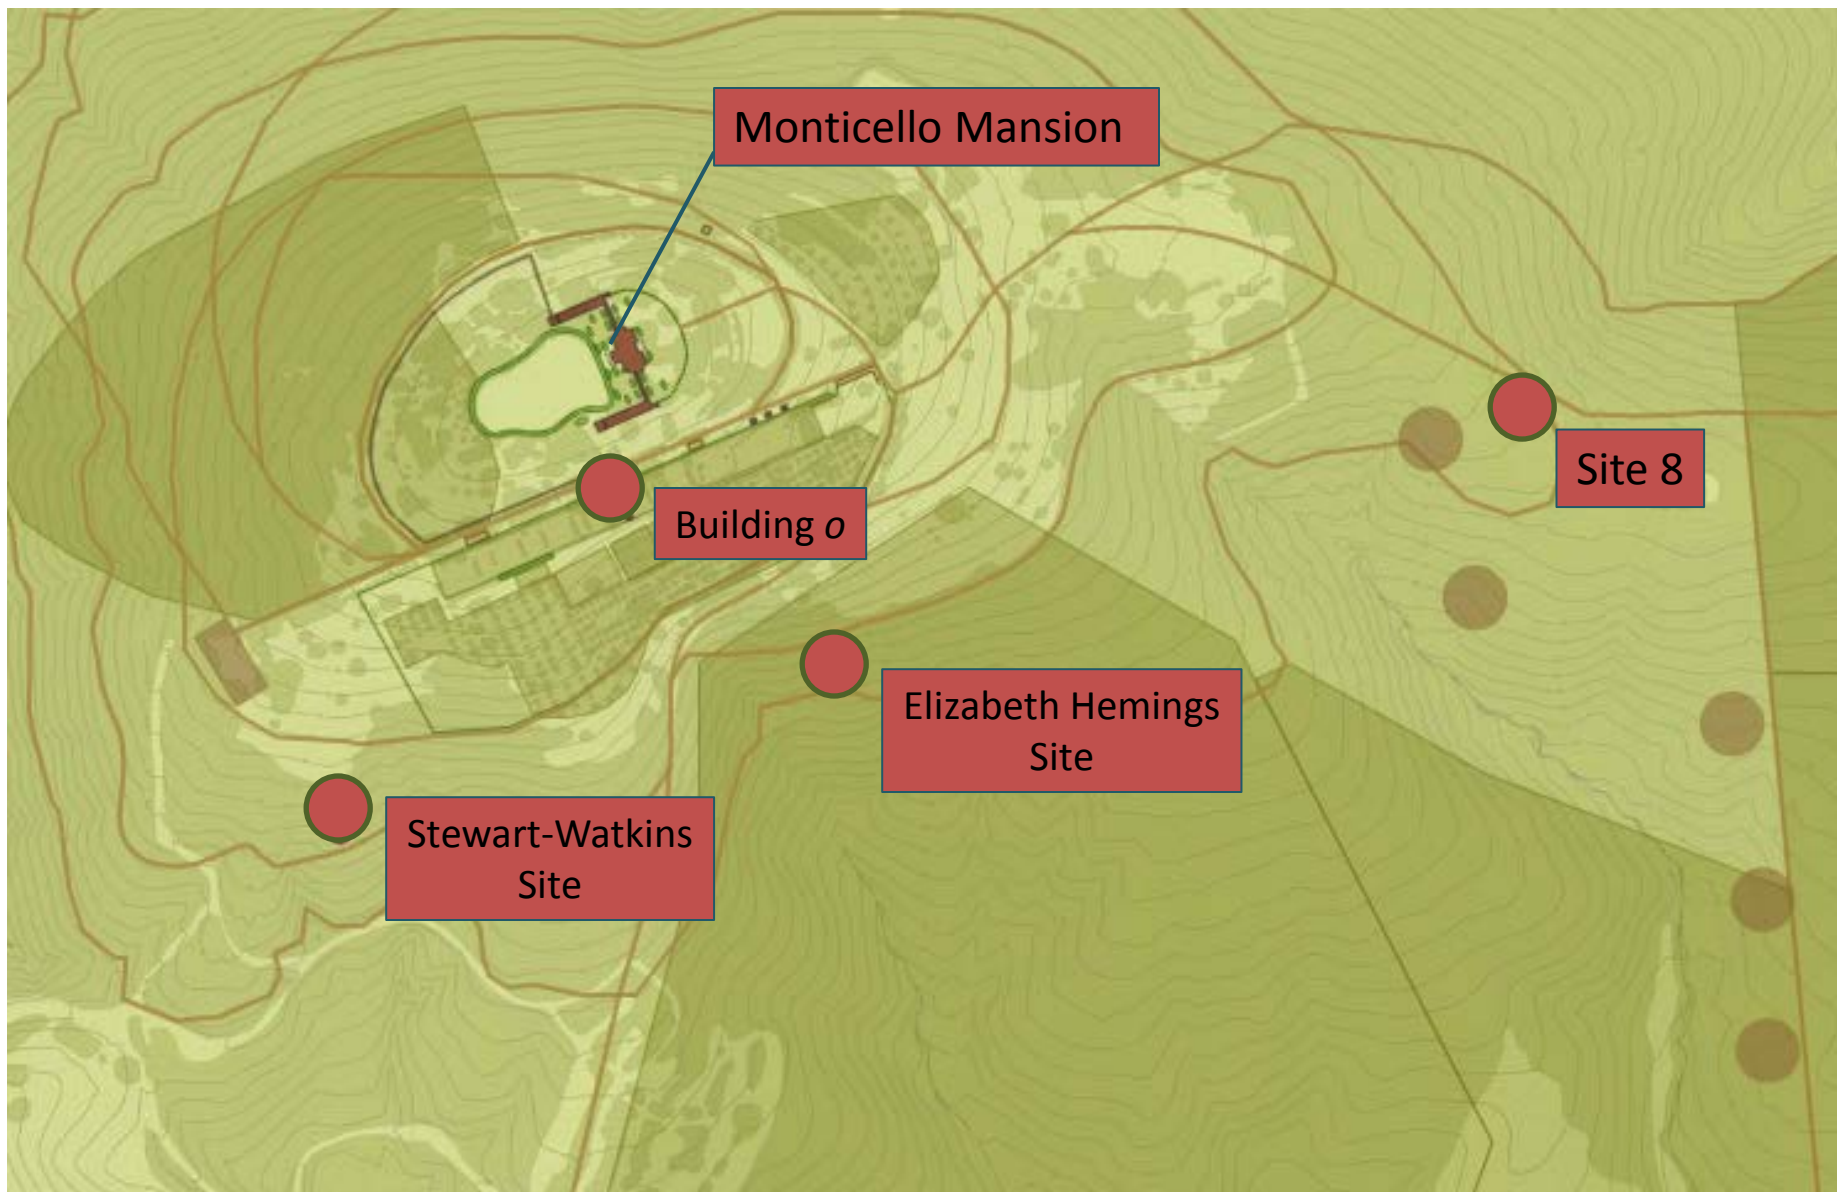 Monticello Mansion
Site 8
Building o
Elizabeth Hemings
Site
Stewart-Watkins
Site